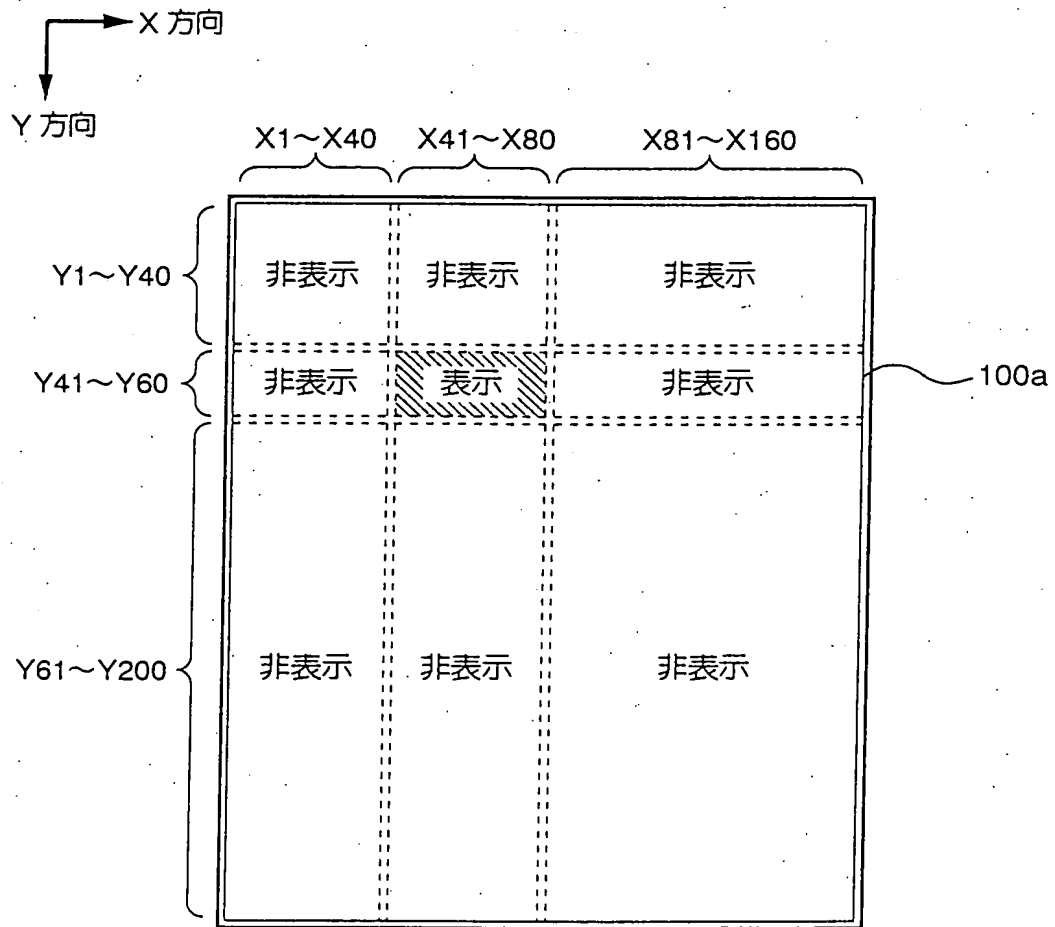 X 方向
Y 方向
X1～X40 X41～X80 X81～X160
Y1～Y40 非表示 非表示 非表示
Y41～Y60 非表示 表示 非表示 100a
Y61～Y200 非表示 非表示 非表示